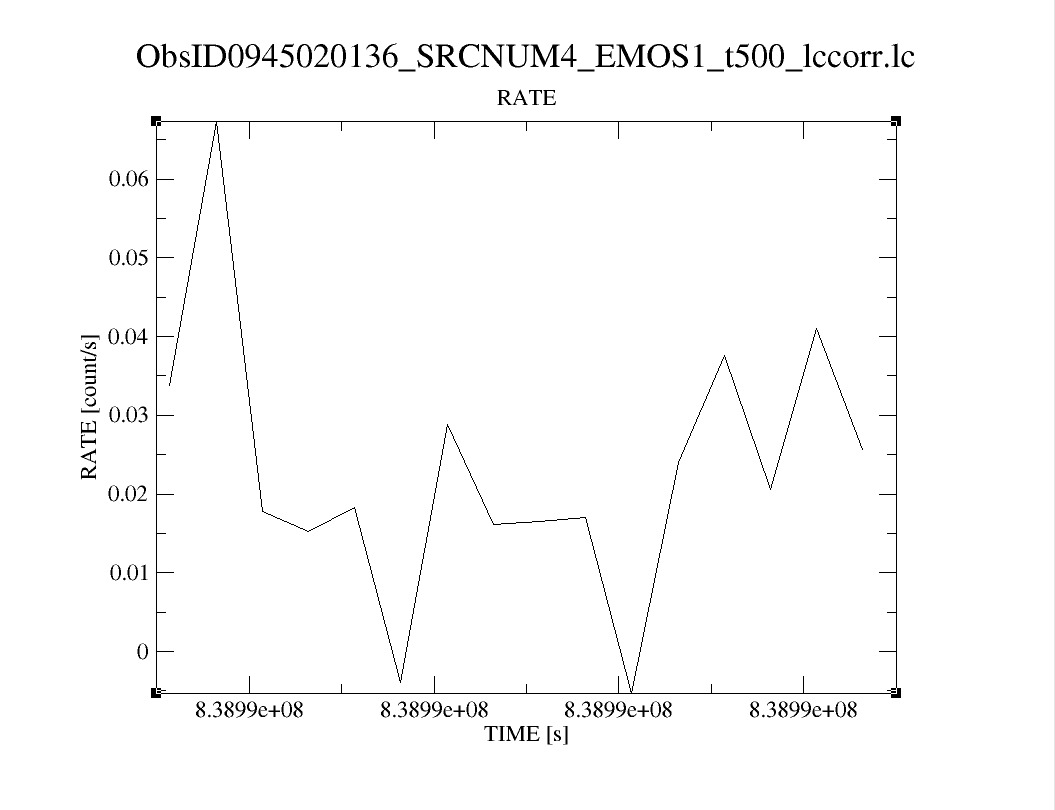 ObsID0945020136_SRCNUM4_EMOS1_t500_lccorr.lc
RATE
0.06
0.05
0.04
0.03
0.02
0.01
0
RATE [count/s]
8.3899e+08 8.3899e+08 8.3899e+08 8.3899e+08
TIME [s]